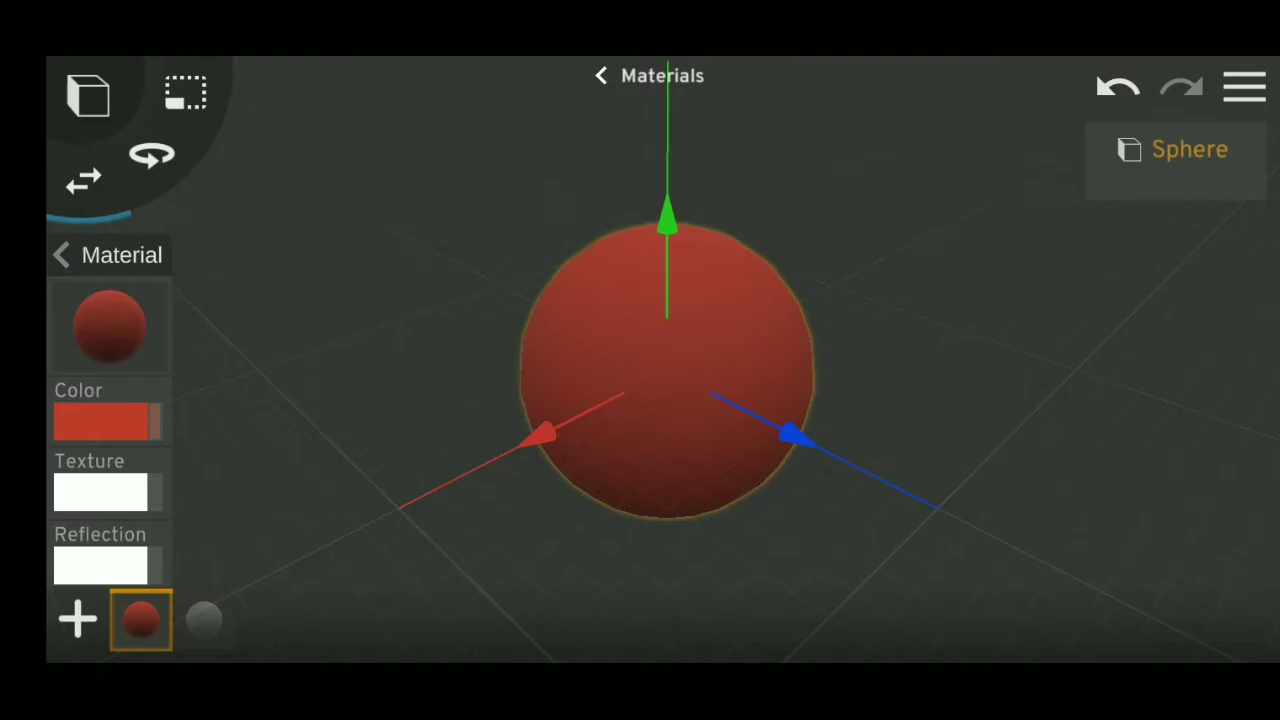 Materials
Sphere
Material
Color
Texture
Reflection